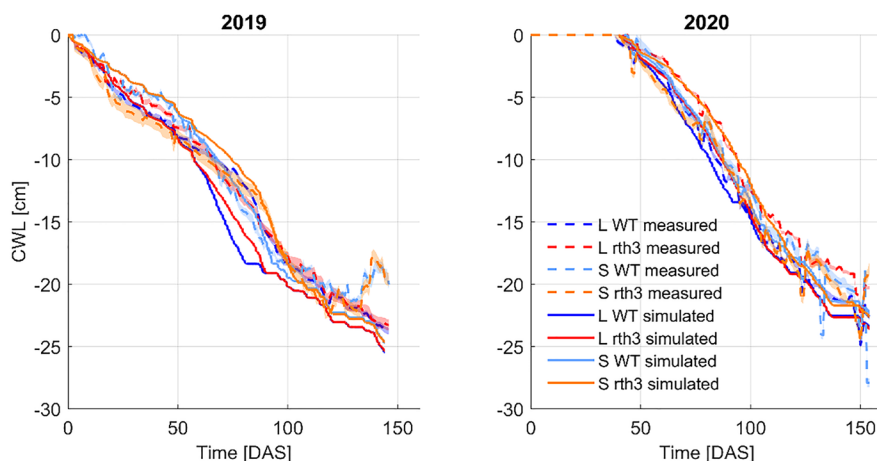 2019
2020
CWL [cm]
0
-5
-10
-15
-20
-25
-30
0
50
100
150
Time [DAS]
0
-5
-10
-15
-20
-25
-30
0
50
100
150
Time [DAS]
L WT measured
L rth3 measured
S WT measured
S rth3 measured
L WT simulated
L rth3 simulated
S WT simulated
S rth3 simulated